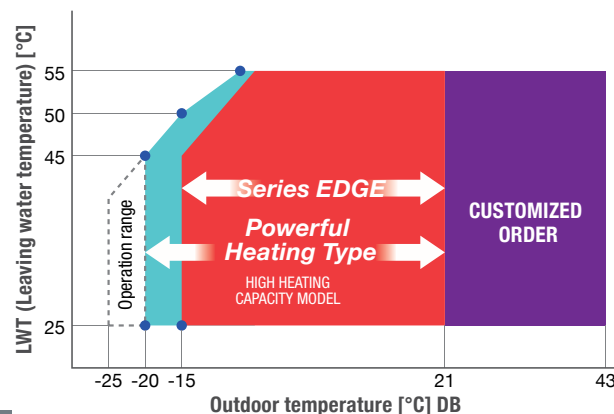 LWT (Leaving water temperature) [°C]
55
50
45
25
Operation range
Series EDGE
Powerful
Heating Type
HIGH HEATING
CAPACITY MODEL
CUSTOMIZED
ORDER
-25 -20 -15 21 43
Outdoor temperature [°C] DB